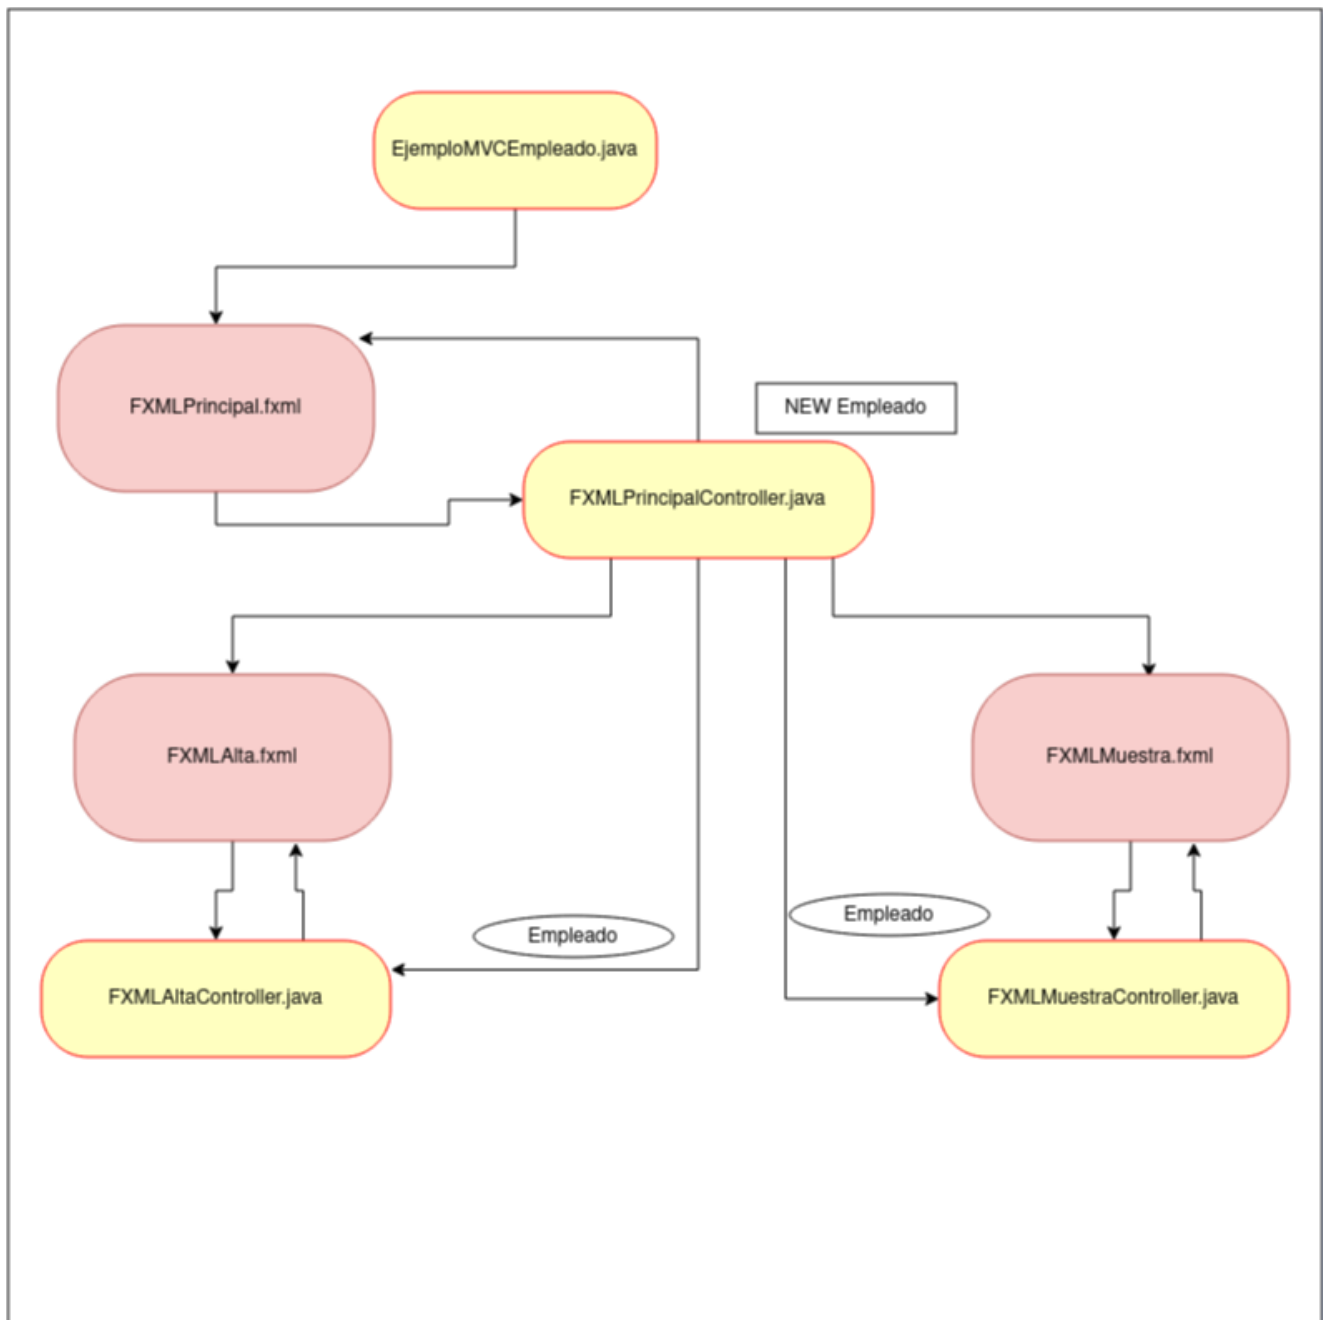 EjemploMVCEmpleado.java
FXMLPrincipal.fxml
NEW Empleado
FXMLPrincipalController.java
FXMLAlta.fxml
FXMLMuestra.fxml
Empleado
Empleado
FXMLAltaController.java
FXMLMuestraController.java